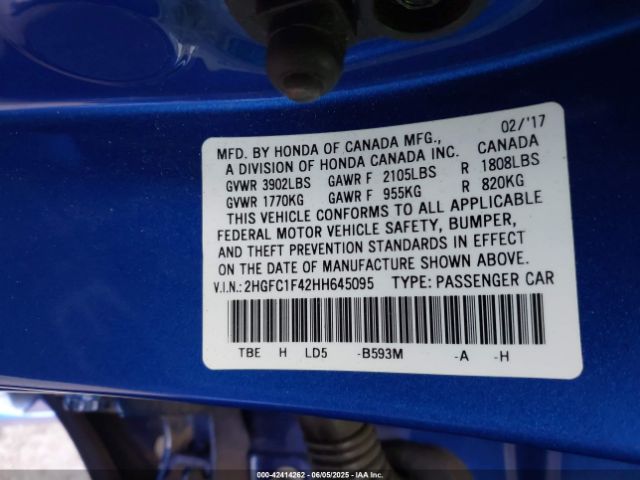 02/'17
MFD. BY HONDA OF CANADA MFG., CANADA
A DIVISION OF HONDA CANADA INC.
GVWR 3902LBS GAWR F 2105LBS R 1808LBS
GVWR 1770KG GAWR F 955KG R 820KG
THIS VEHICLE CONFORMS TO ALL APPLICABLE
FEDERAL MOTOR VEHICLE SAFETY, BUMPER,
AND THEFT PREVENTION STANDARDS IN EFFECT
ON THE DATE OF MANUFACTURE SHOWN ABOVE.
V.I.N.: 2HGFC1F42HH645095 TYPE: PASSENGER CAR
TBE H LD5 -B593M -A -H
000-42414262 - 06/05/2025 - IAA Inc.